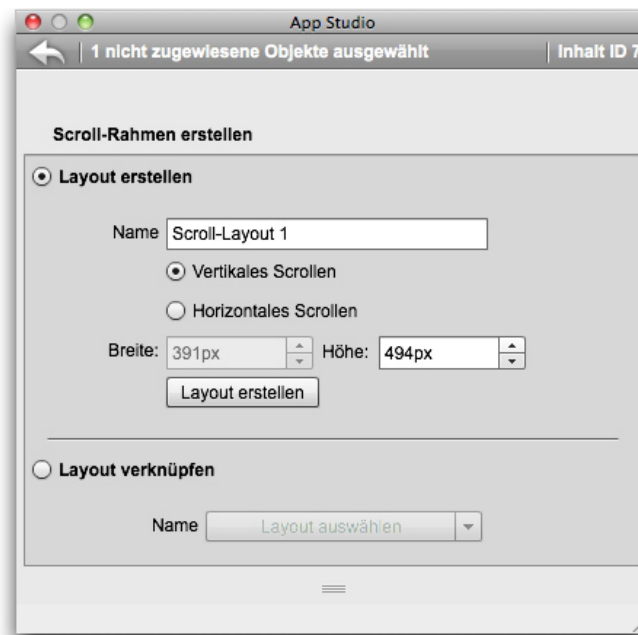 App Studio
1 nicht zugewiesene Objekte ausgewählt Inhalt ID 7
Scroll-Rahmen erstellen
Layout erstellen
Name Scroll-Layout 1
Vertikales Scrollen
Horizontales Scrollen
Breite: 391px Höhe: 494px
Layout erstellen
Layout verknüpfen
Name Layout auswählen